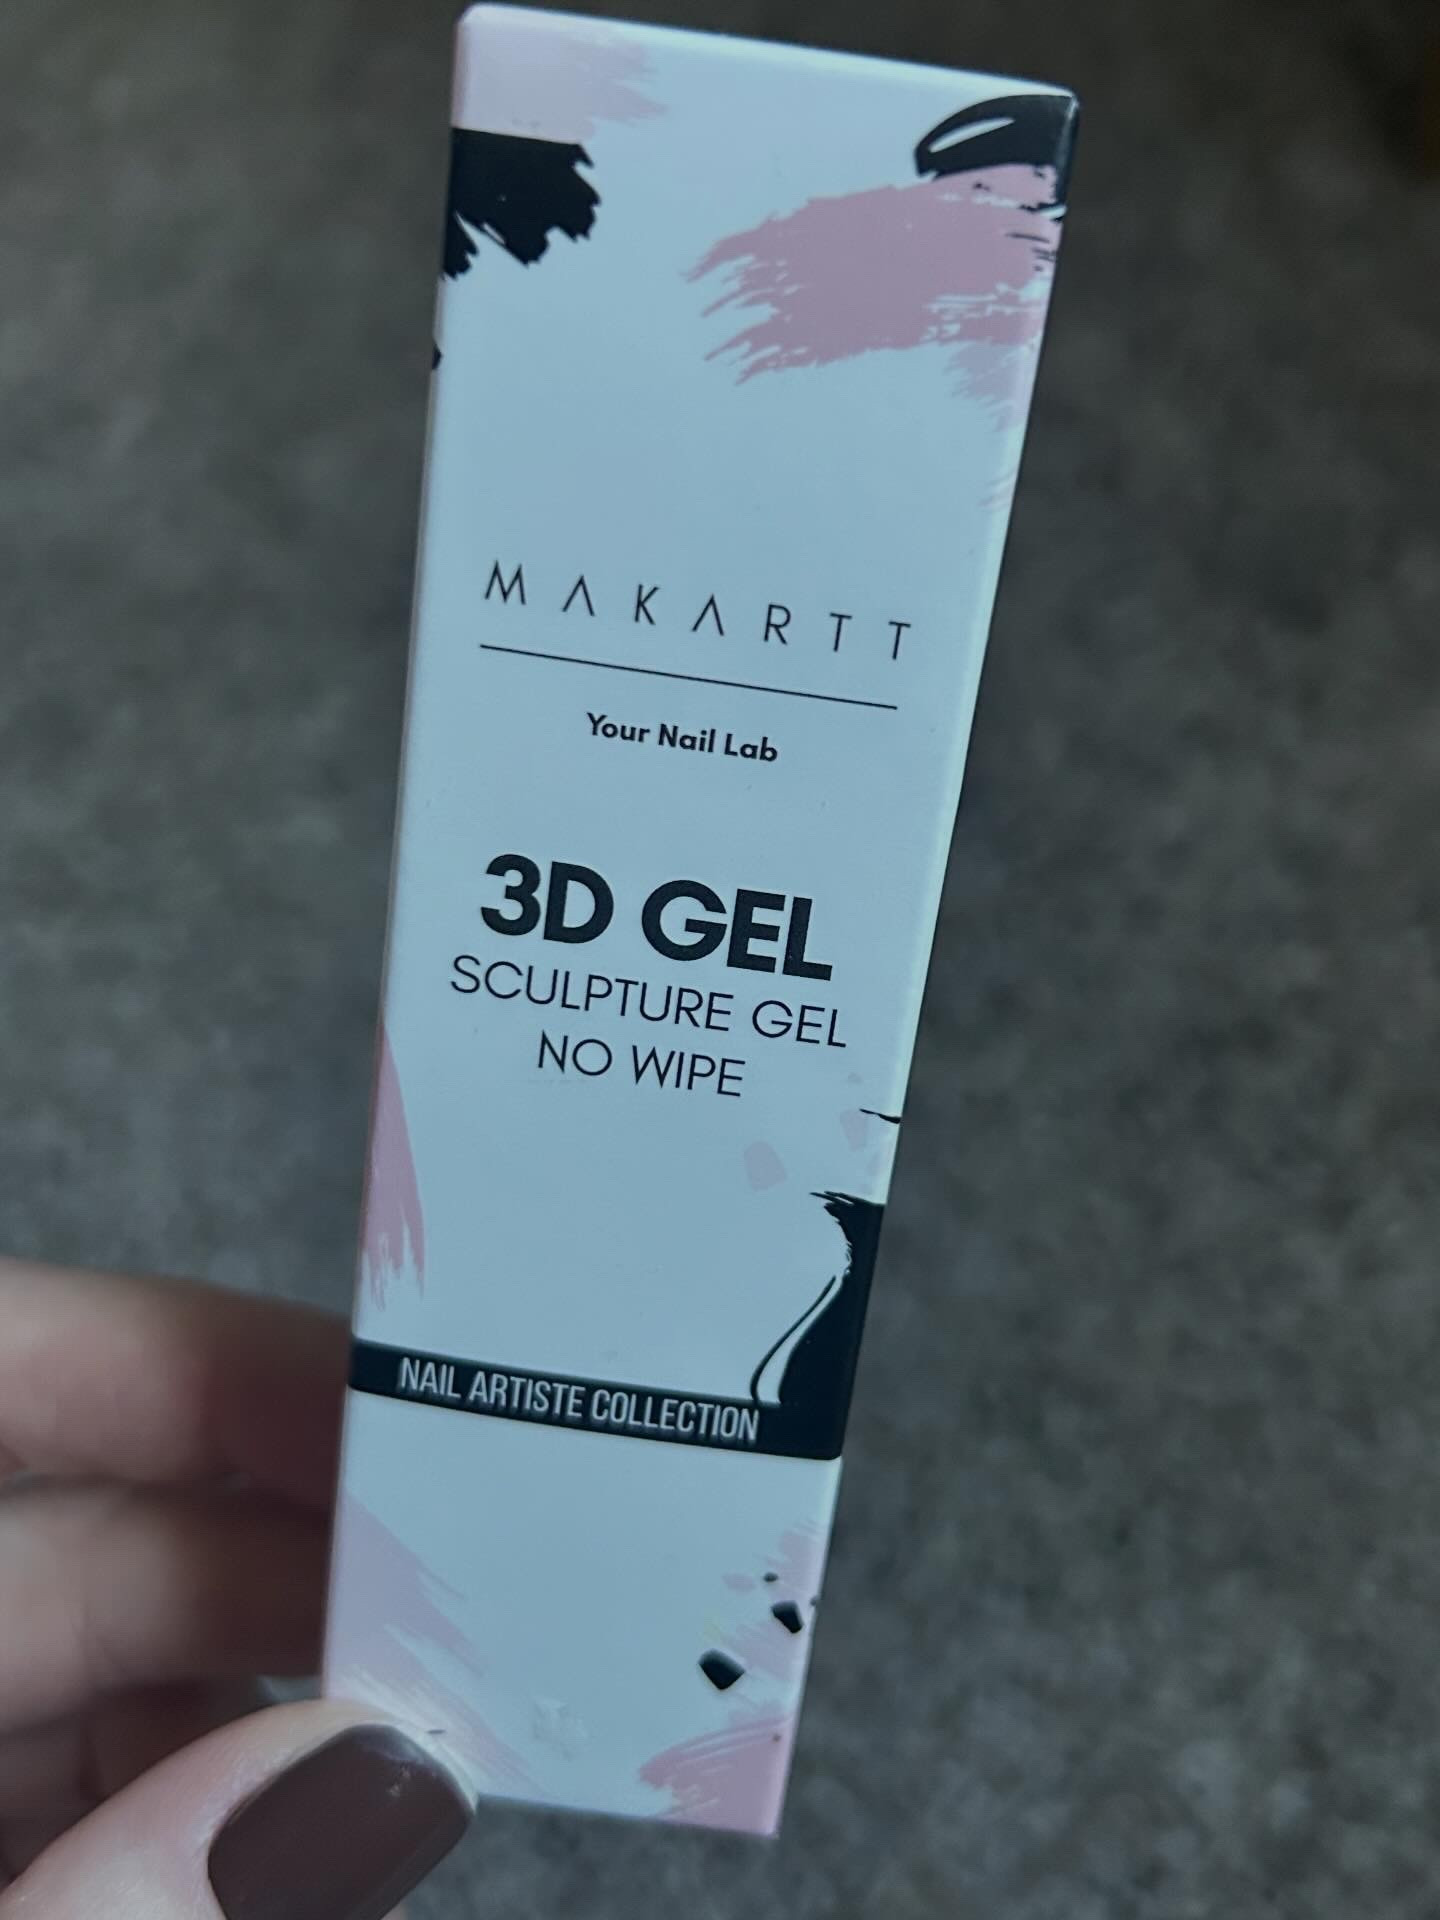 MAKARTT
Your Nail Lab
3D GEL
SCULPTURE GEL
NO WIPE
NAIL ARTISTE COLLECTION